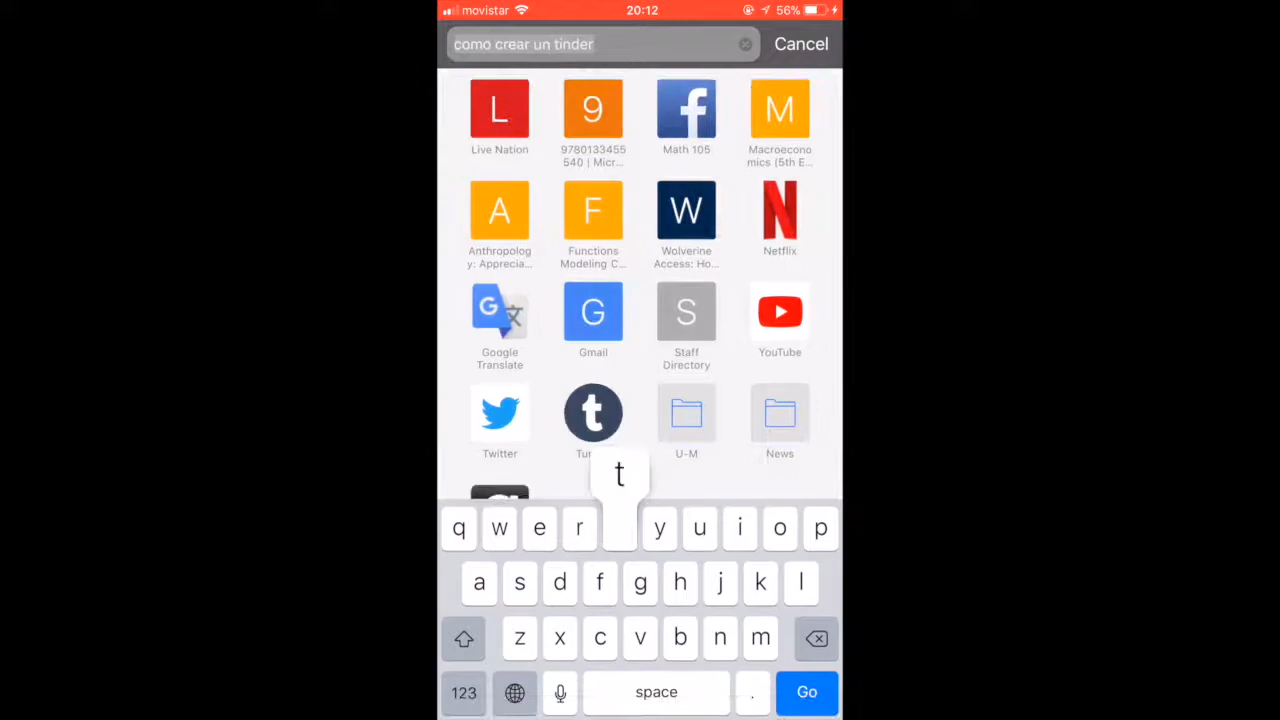 movistar 20:12 56%
como crear un tinder Cancel
L 9 f M
Live Nation 9780133455 Math 105 Macroecono
540 | Micr... mics (5th E...
A F W N
Anthropolog Functions Wolverine Netflix
y: Apprecia... Modeling C... Access: Ho...
G 文 G S
Google Gmail Staff YouTube
Translate Directory
t
Twitter Tu U-M News
t
q w e r y u i o p
a s d f g h j k l
z x c v b n m
123 space . Go